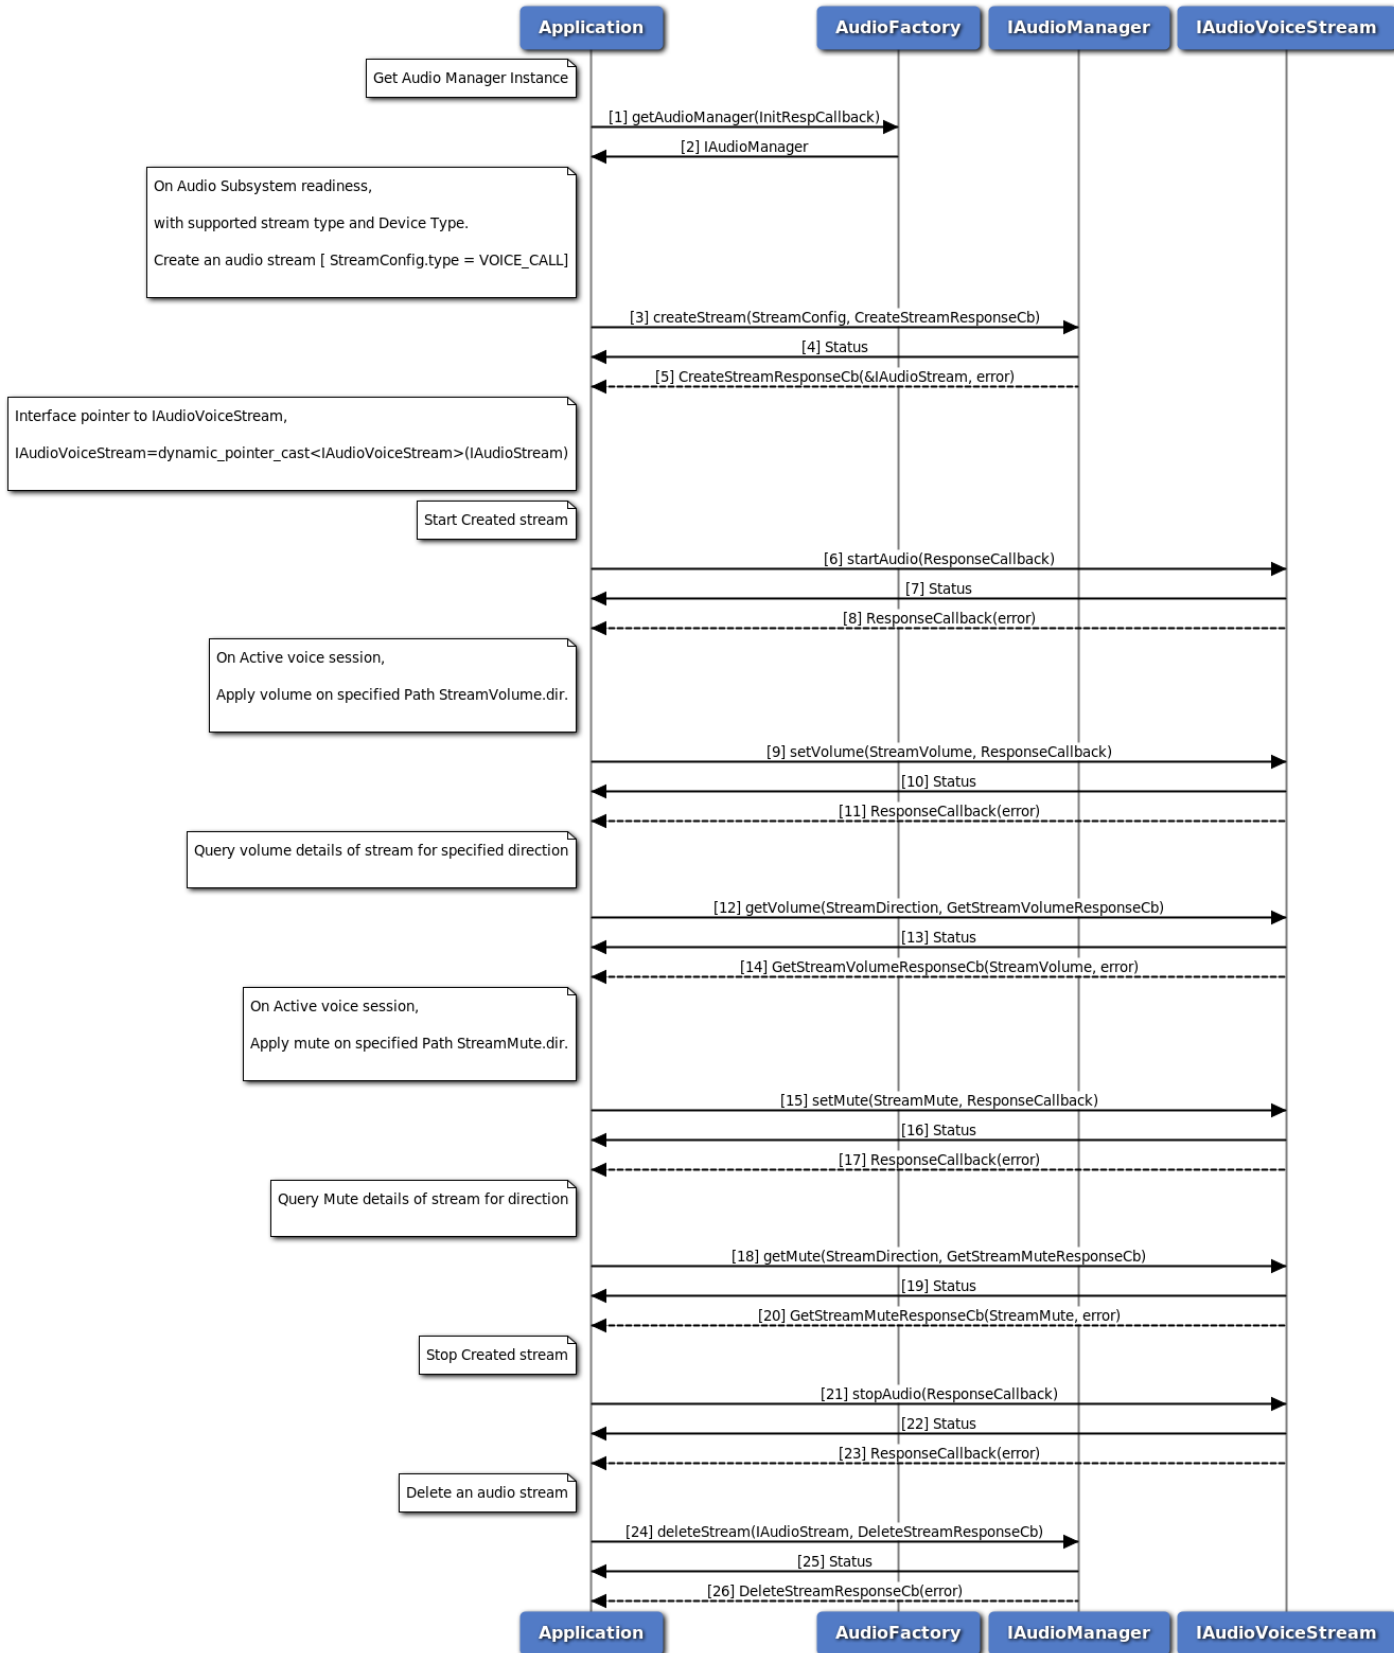 Application
AudioFactory
IAudioManager
IAudioVoiceStream
Get Audio Manager Instance
[1] getAudioManager(InitRespCallback)
[2] IAudioManager
On Audio Subsystem readiness,
with supported stream type and Device Type.
Create an audio stream [ StreamConfig.type = VOICE_CALL]
[3] createStream(StreamConfig, CreateStreamResponseCb)
[4] Status
[5] CreateStreamResponseCb(&IAudioStream, error)
Interface pointer to IAudioVoiceStream,
IAudioVoiceStream=dynamic_pointer_cast<IAudioVoiceStream>(IAudioStream)
Start Created stream
[6] startAudio(ResponseCallback)
[7] Status
[8] ResponseCallback(error)
On Active voice session,
Apply volume on specified Path StreamVolume.dir.
[9] setVolume(StreamVolume, ResponseCallback)
[10] Status
[11] ResponseCallback(error)
Query volume details of stream for specified direction
[12] getVolume(StreamDirection, GetStreamVolumeResponseCb)
[13] Status
[14] GetStreamVolumeResponseCb(StreamVolume, error)
On Active voice session,
Apply mute on specified Path StreamMute.dir.
[15] setMute(StreamMute, ResponseCallback)
[16] Status
[17] ResponseCallback(error)
Query Mute details of stream for direction
[18] getMute(StreamDirection, GetStreamMuteResponseCb)
[19] Status
[20] GetStreamMuteResponseCb(StreamMute, error)
Stop Created stream
[21] stopAudio(ResponseCallback)
[22] Status
[23] ResponseCallback(error)
Delete an audio stream
[24] deleteStream(IAudioStream, DeleteStreamResponseCb)
[25] Status
[26] DeleteStreamResponseCb(error)
Application
AudioFactory
IAudioManager
IAudioVoiceStream